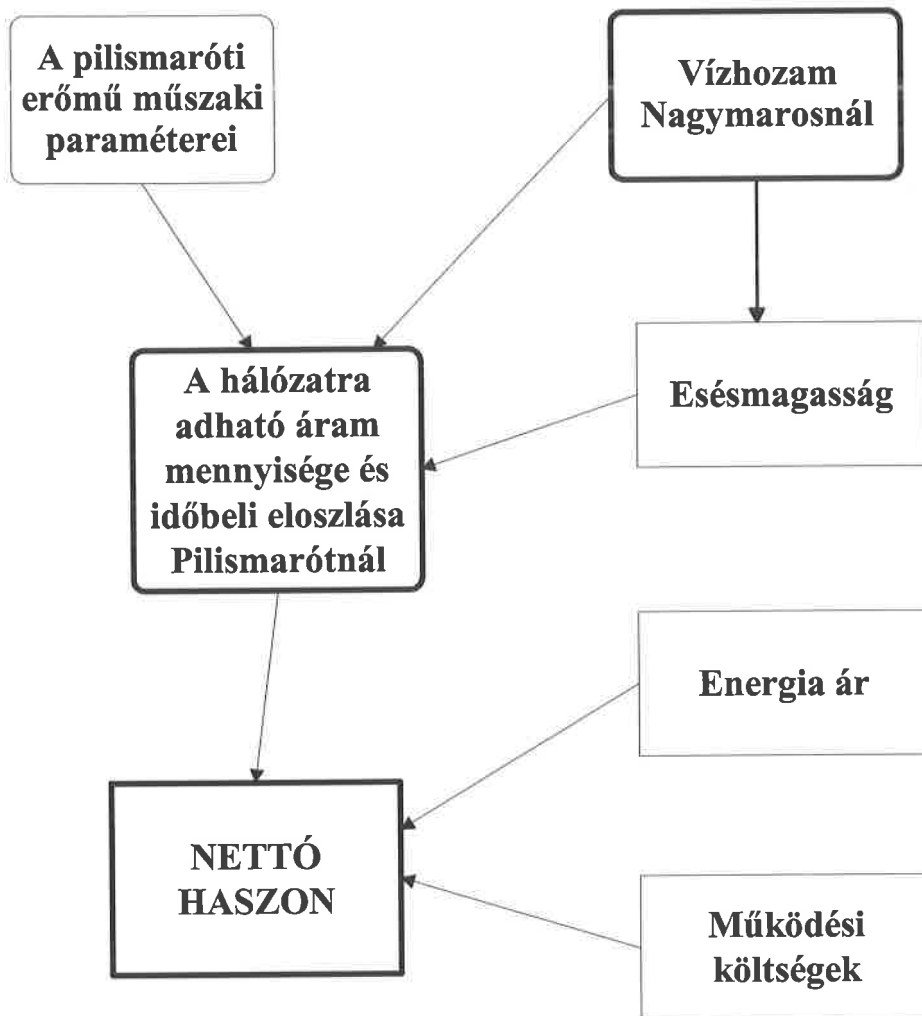 A pilismaróti
erőmű műszaki
paraméterei
Vízhozam
Nagymarosnál
A hálózatra
adható áram
mennyisége és
időbeli eloszlása
Pilismarótnál
Esésmagasság
Energia ár
NETTÓ
HASZON
Működési
költségek